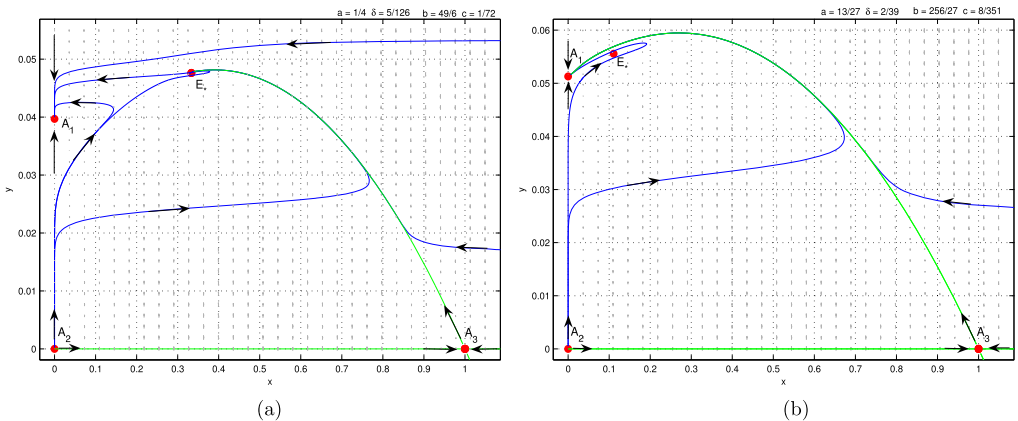 a = 1/4 δ = 5/126 b = 49/6 c = 1/72
0.05
0.04
0.03
0.02
0.01
0
y
E*
A1
A2
A3
0 0.1 0.2 0.3 0.4 0.5 0.6 0.7 0.8 0.9 1
x
(a)
a = 13/27 δ = 2/39 b = 256/27 c = 8/351
0.06
0.05
0.04
0.03
0.02
0.01
0
y
A1
E*
A2
A3
0 0.1 0.2 0.3 0.4 0.5 0.6 0.7 0.8 0.9 1
x
(b)